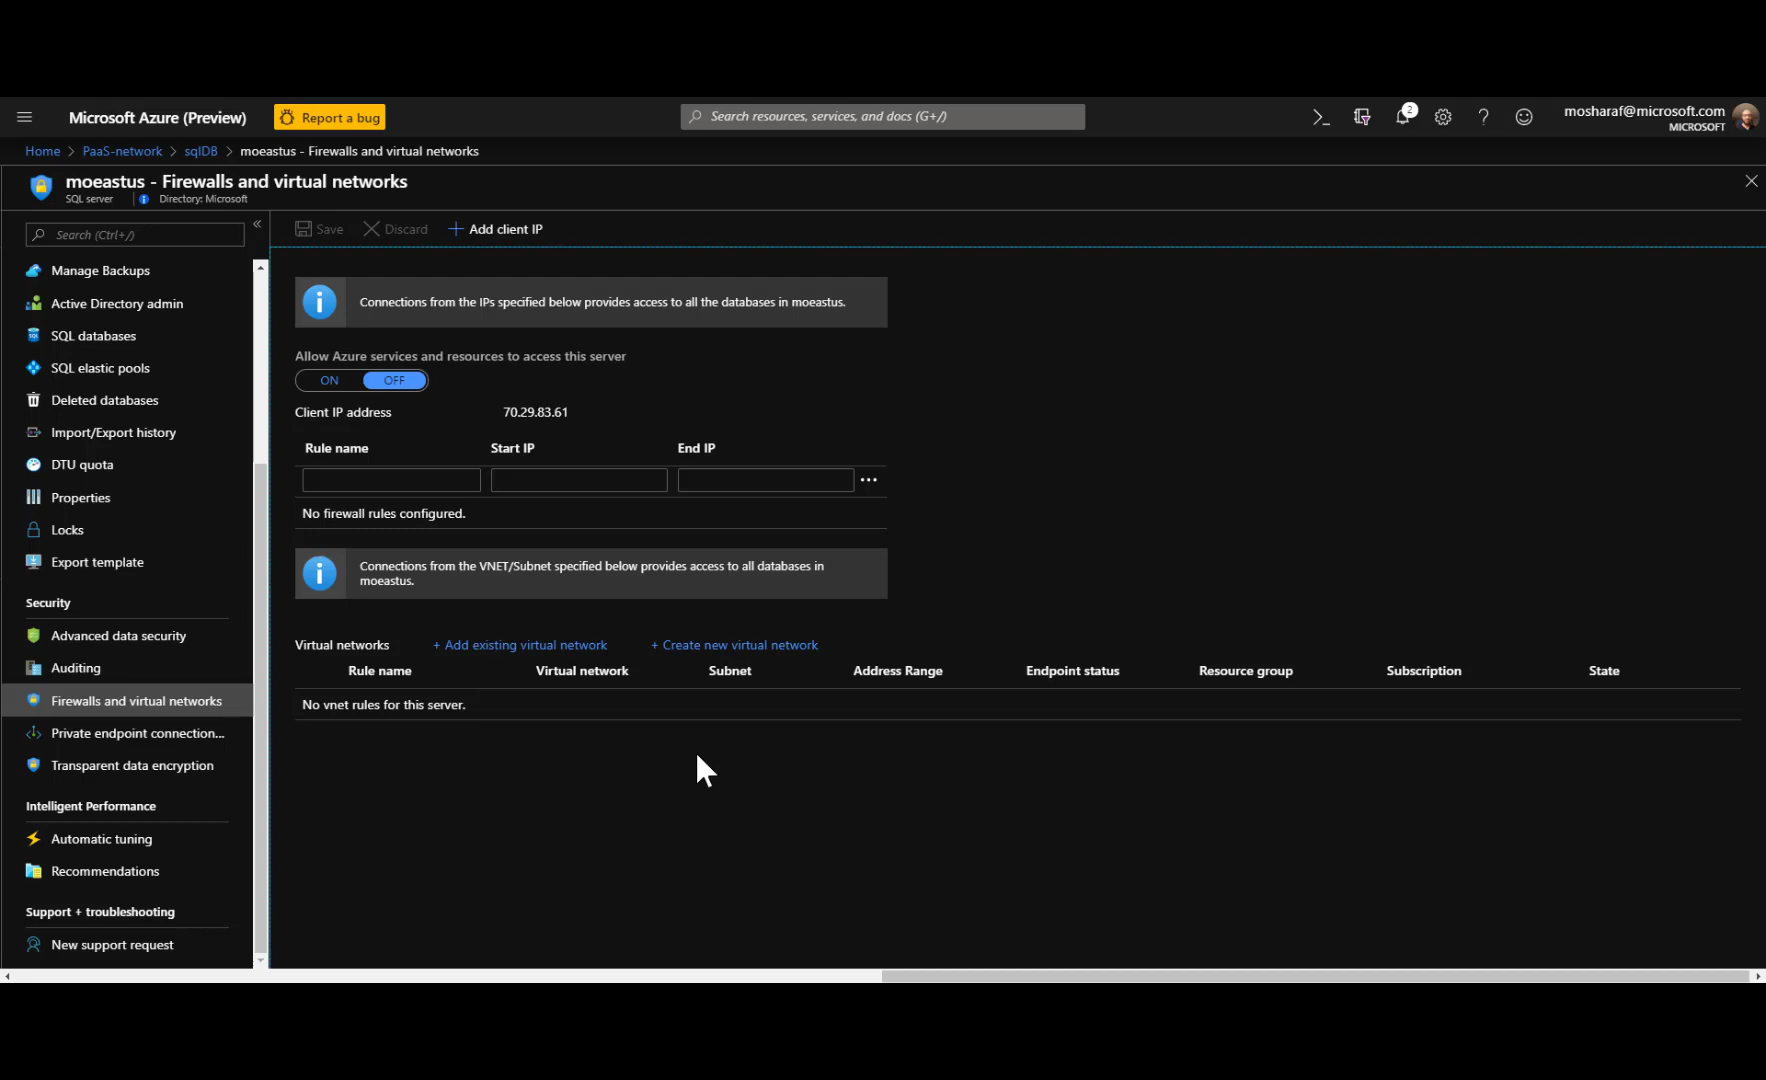 Microsoft Azure (Preview)
Report a bug
Search resources, services, and docs (G+/)
2
mosharaf@microsoft.com
MICROSOFT
Home > PaaS-network > sqlDB > moeastus - Firewalls and virtual networks
moeastus - Firewalls and virtual networks
SQL server
Directory: Microsoft
Search (Ctrl+/)
Manage Backups
Active Directory admin
SQL databases
SQL elastic pools
Deleted databases
Import/Export history
DTU quota
Properties
Locks
Export template
Security
Advanced data security
Auditing
Firewalls and virtual networks
Private endpoint connection...
Transparent data encryption
Intelligent Performance
Automatic tuning
Recommendations
Support + troubleshooting
New support request
Save
Discard
+ Add client IP
Connections from the IPs specified below provides access to all the databases in moeastus.
Allow Azure services and resources to access this server
ON OFF
Client IP address 70.29.83.61
Rule name Start IP End IP
...
No firewall rules configured.
Connections from the VNET/Subnet specified below provides access to all databases in
moeastus.
Virtual networks + Add existing virtual network + Create new virtual network
Rule name Virtual network Subnet Address Range Endpoint status Resource group Subscription State
No vnet rules for this server.